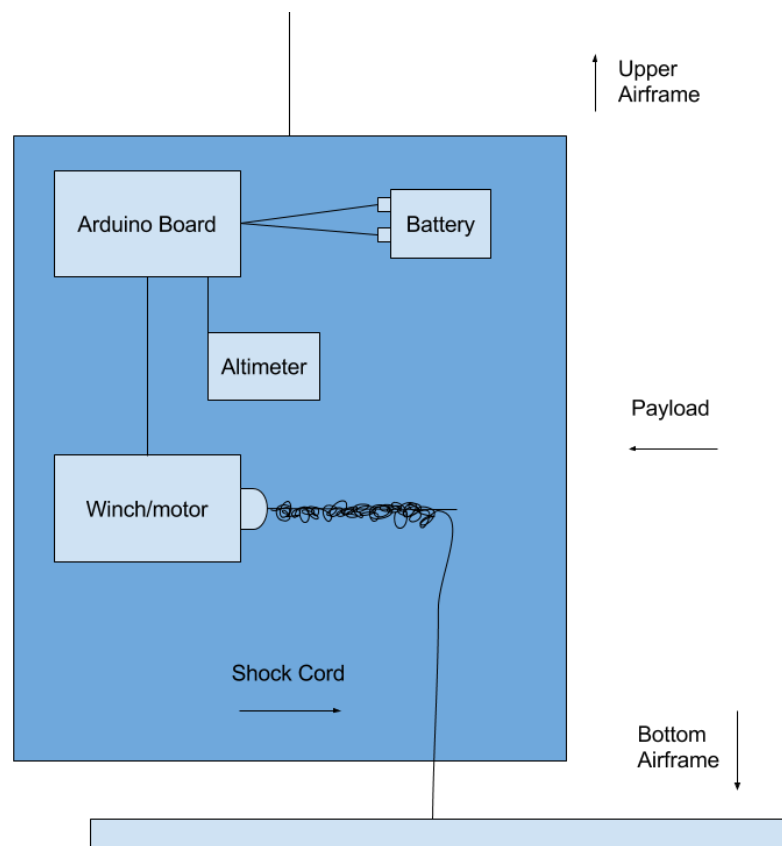 Upper
Airframe
Arduino Board
Battery
Altimeter
Payload
Winch/motor
Shock Cord
Bottom
Airframe